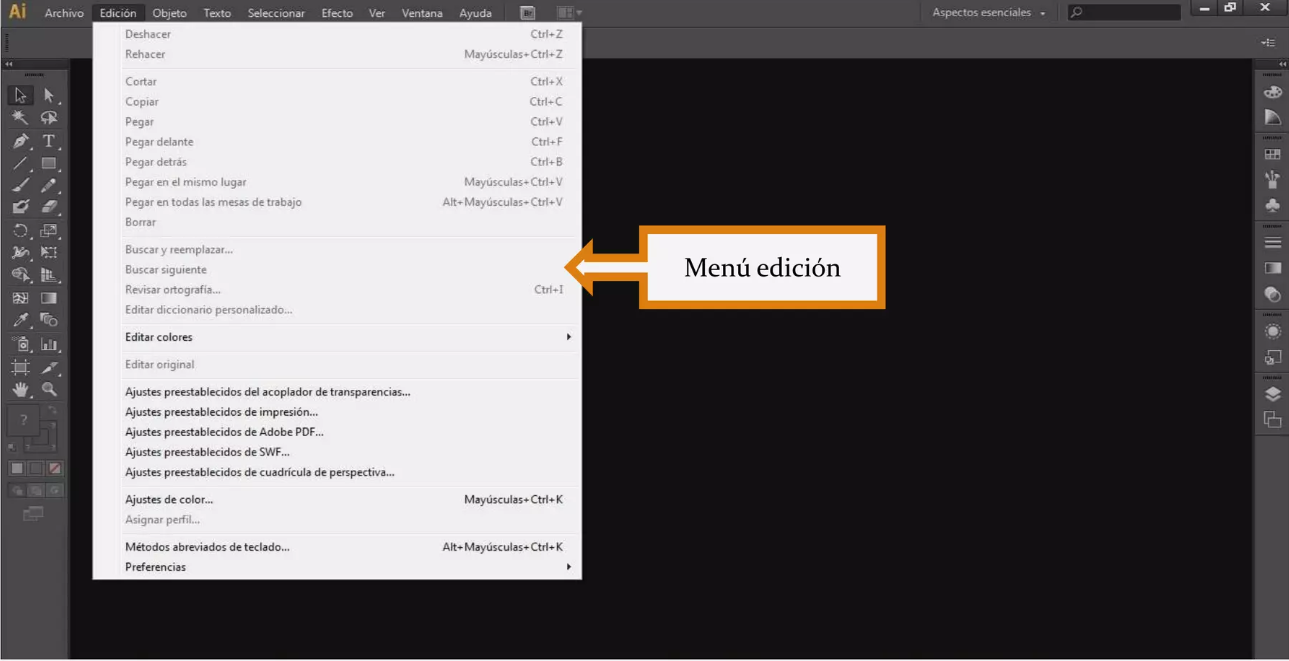 Ai Archivo Edición Objeto Texto Seleccionar Efecto Ver Ventana Ayuda Br Aspectos esenciales
Deshacer Ctrl+Z
Rehacer Mayúsculas+Ctrl+Z
Cortar Ctrl+X
Copiar Ctrl+C
Pegar Ctrl+V
Pegar delante Ctrl+F
Pegar detrás Ctrl+B
Pegar en el mismo lugar Mayúsculas+Ctrl+V
Pegar en todas las mesas de trabajo Alt+Mayúsculas+Ctrl+V
Borrar
Buscar y reemplazar...
Buscar siguiente
Revisar ortografía... Ctrl+I
Editar diccionario personalizado...
Editar colores
Editar original
Ajustes preestablecidos del acoplador de transparencias...
Ajustes preestablecidos de impresión...
Ajustes preestablecidos de Adobe PDF...
Ajustes preestablecidos de SWF...
Ajustes preestablecidos de cuadrícula de perspectiva...
Ajustes de color... Mayúsculas+Ctrl+K
Asignar perfil...
Métodos abreviados de teclado... Alt+Mayúsculas+Ctrl+K
Preferencias
Menú edición
T
?